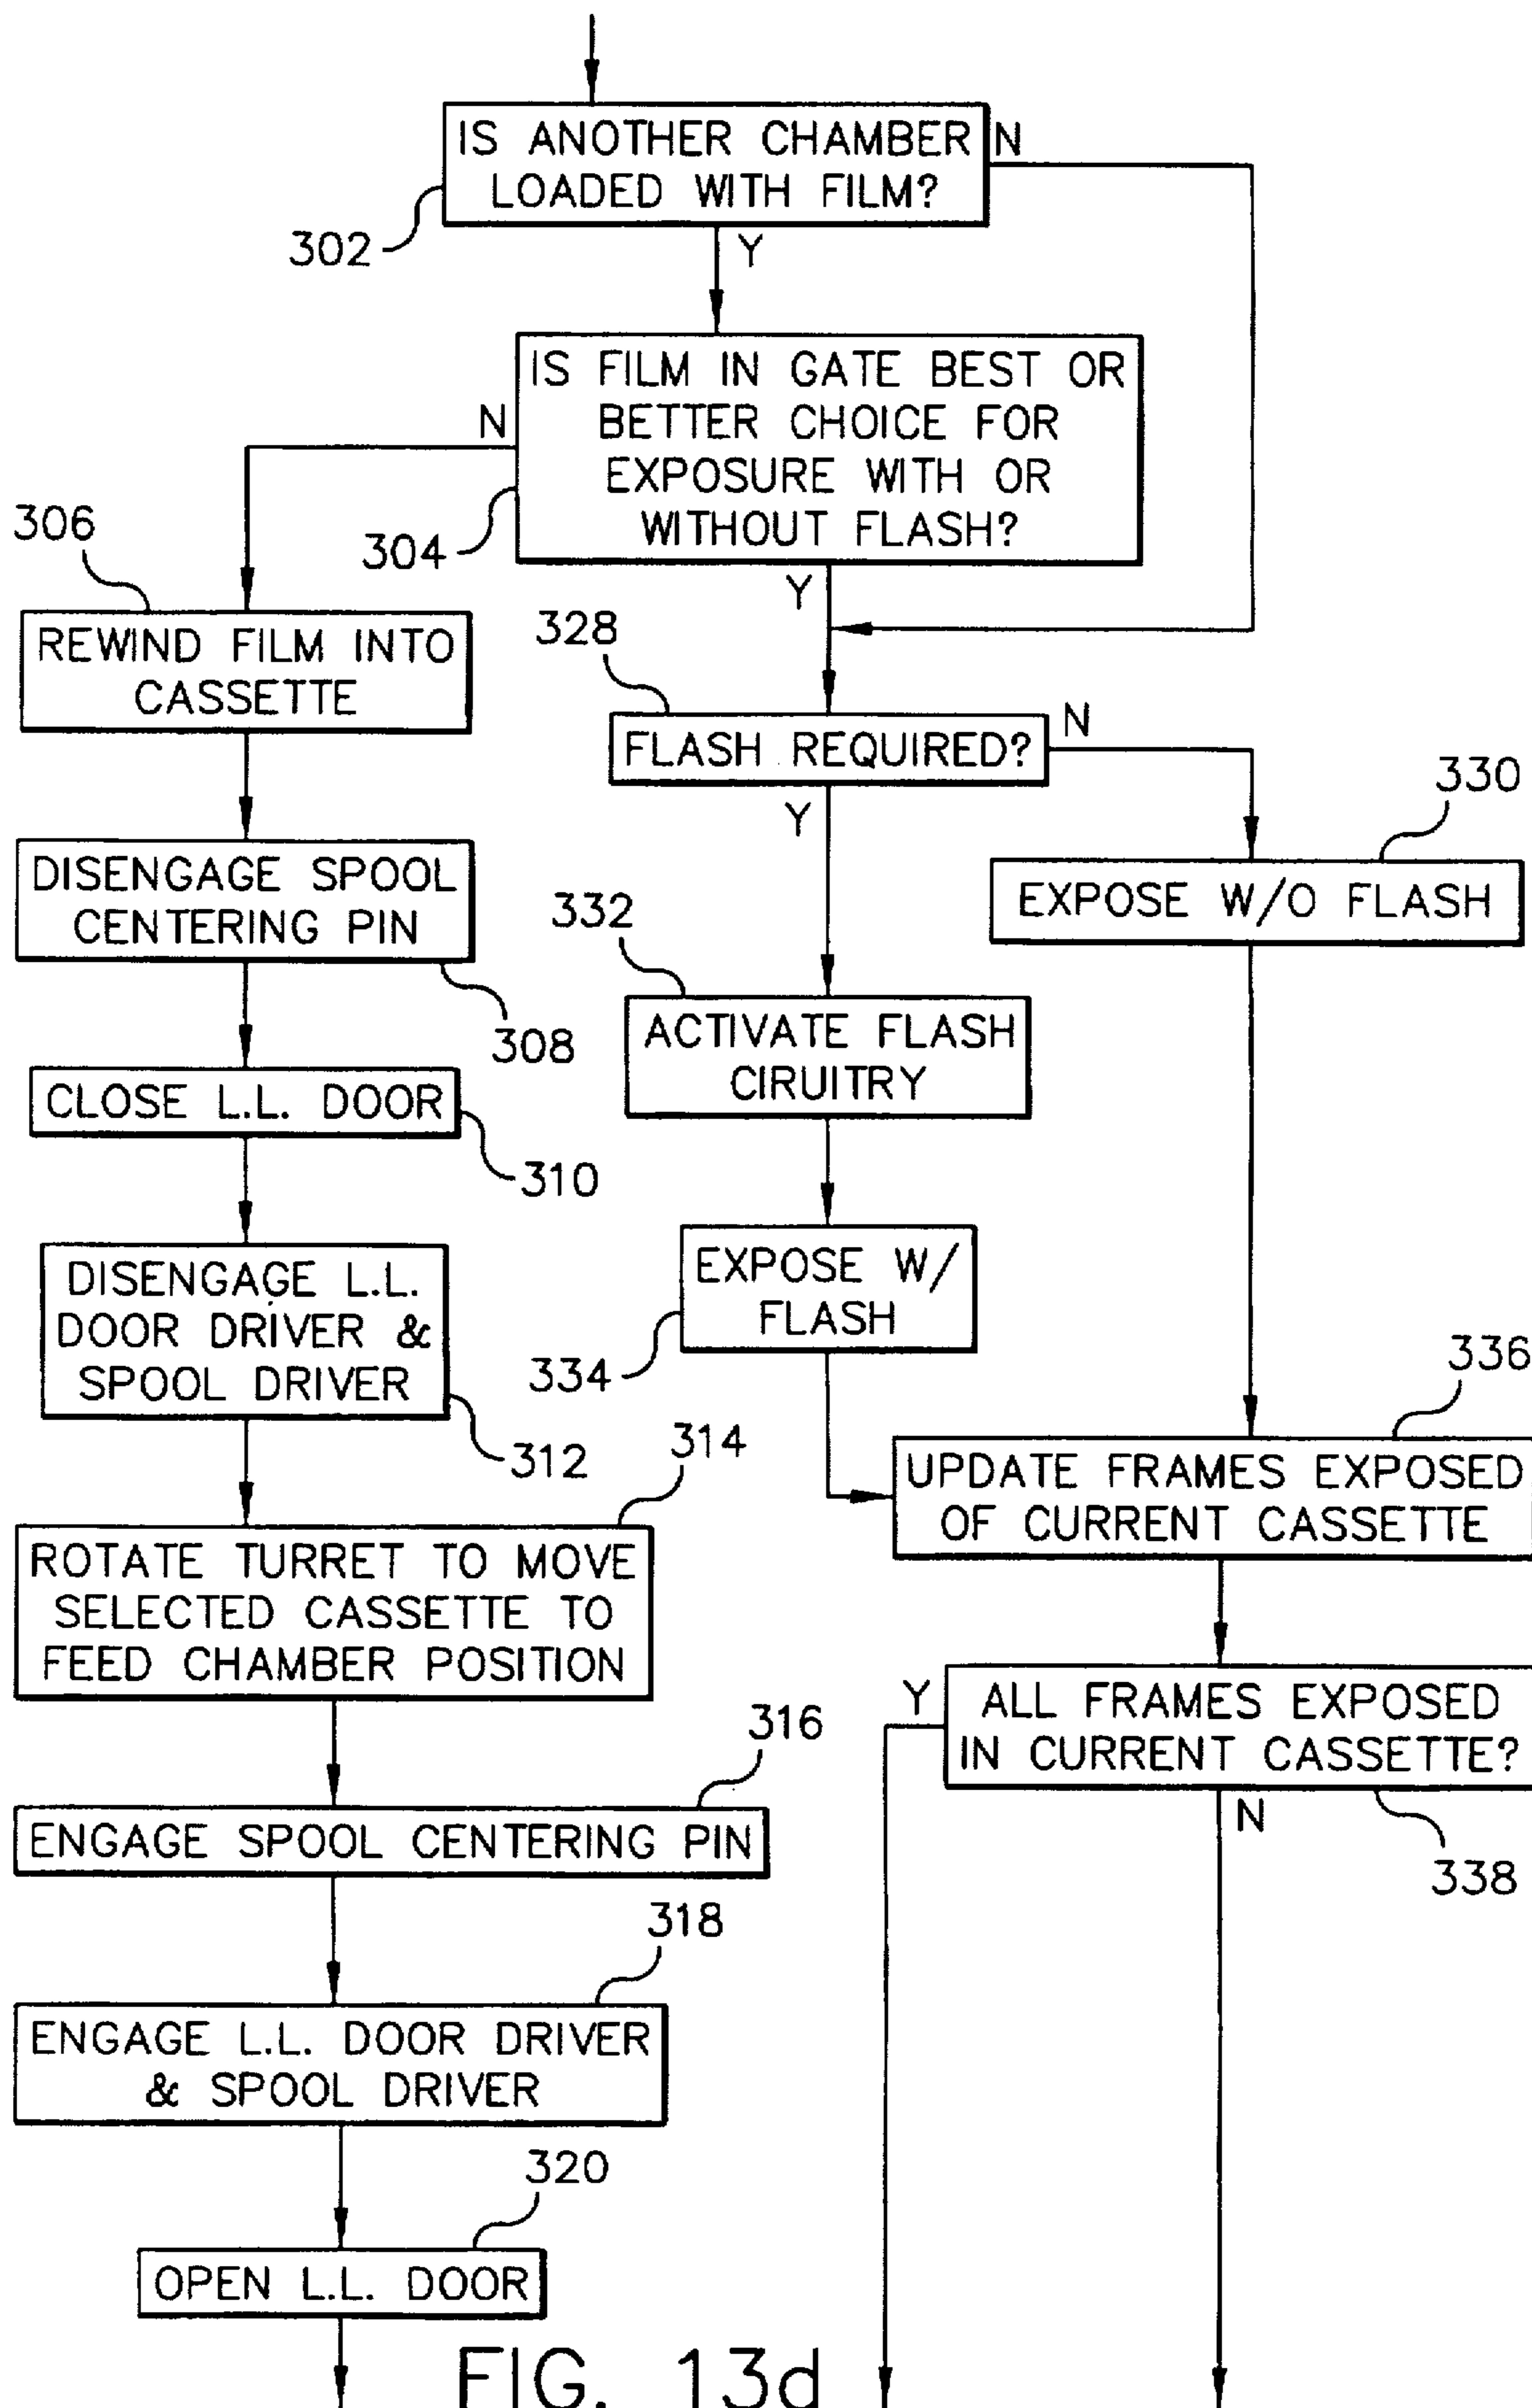 IS ANOTHER CHAMBER
LOADED WITH FILM?
N
302
Y
IS FILM IN GATE BEST OR
BETTER CHOICE FOR
EXPOSURE WITH OR
WITHOUT FLASH?
N
304
Y
306
REWIND FILM INTO
CASSETTE
DISENGAGE SPOOL
CENTERING PIN
308
CLOSE L.L. DOOR
310
DISENGAGE L.L.
DOOR DRIVER &
SPOOL DRIVER
312
314
ROTATE TURRET TO MOVE
SELECTED CASSETTE TO
FEED CHAMBER POSITION
316
ENGAGE SPOOL CENTERING PIN
318
ENGAGE L.L. DOOR DRIVER
& SPOOL DRIVER
320
OPEN L.L. DOOR
328
FLASH REQUIRED?
N
Y
330
EXPOSE W/O FLASH
332
ACTIVATE FLASH
CIRUITRY
EXPOSE W/
FLASH
334
336
UPDATE FRAMES EXPOSED
OF CURRENT CASSETTE
ALL FRAMES EXPOSED
IN CURRENT CASSETTE?
Y
N
338
FIG. 13d